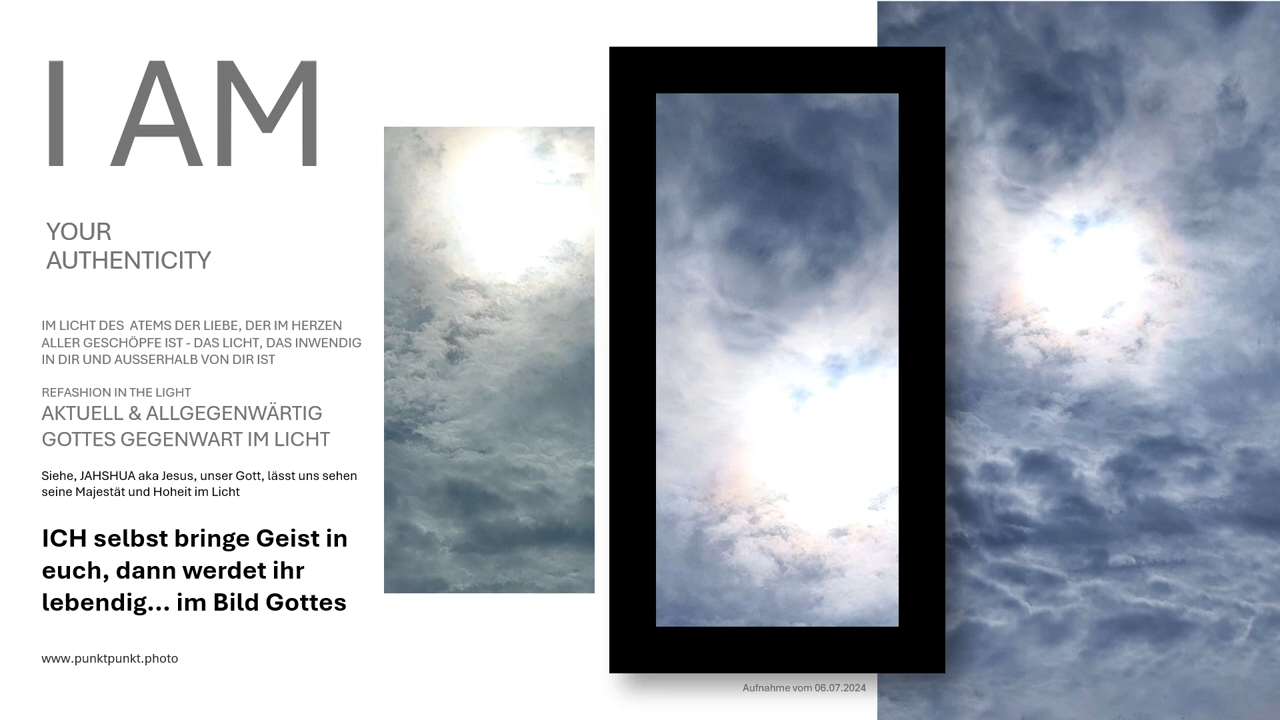 I AM
YOUR
AUTHENTICITY
IM LICHT DES  ATEMS DER LIEBE, DER IM HERZEN
ALLER GESCHÖPFE IST - DAS LICHT, DAS INWENDIG
IN DIR UND AUSSERHALB VON DIR IST
REFASHION IN THE LIGHT
AKTUELL & ALLGEGENWÄRTIG
GOTTES GEGENWART IM LICHT
Siehe, JAHSHUA aka Jesus, unser Gott, lässt uns sehen
seine Majestät und Hoheit im Licht
ICH selbst bringe Geist in
euch, dann werdet ihr
lebendig... im Bild Gottes
www.punktpunkt.photo
Aufnahme vom 06.07.2024